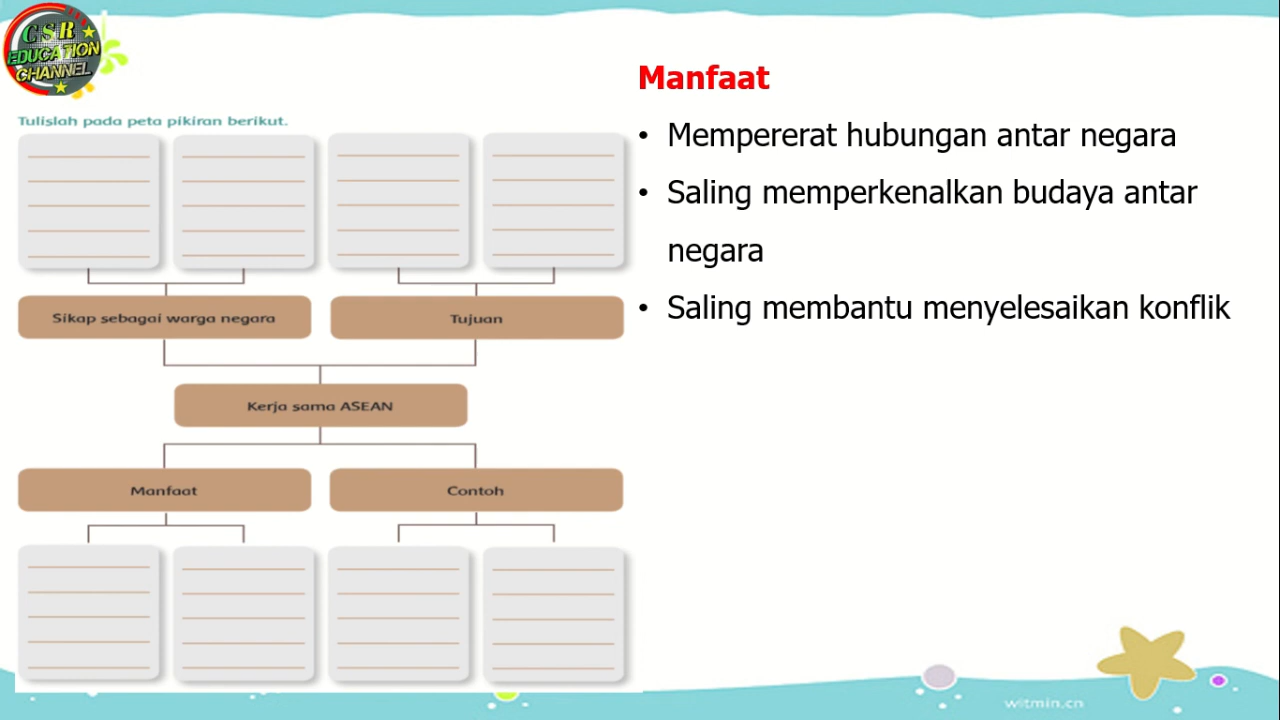 CSR
EDUCATION
CHANNEL
Tulislah pada peta pikiran berikut.
Sikap sebagai warga negara
Tujuan
Kerja sama ASEAN
Manfaat
Contoh
Manfaat
• Mempererat hubungan antar negara
• Saling memperkenalkan budaya antar
negara
• Saling membantu menyelesaikan konflik
witmin.cn